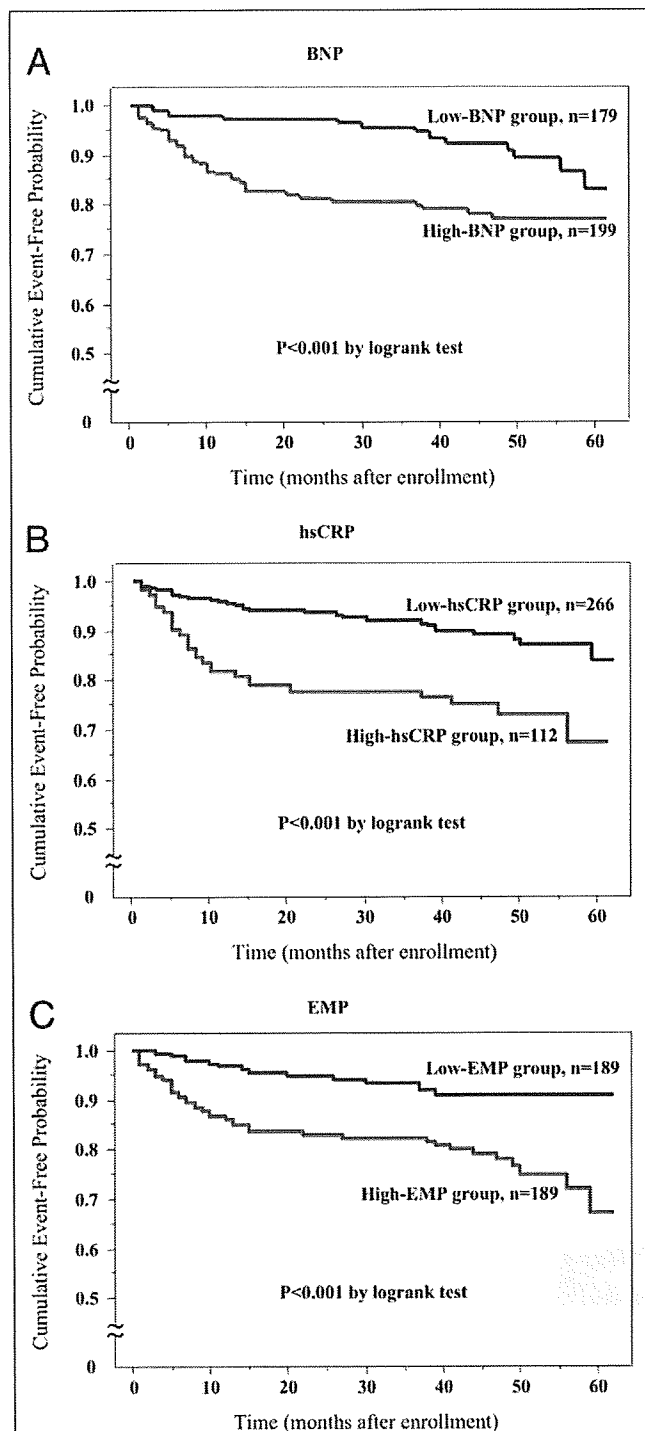 A
BNP
Cumulative Event-Free Probability
1.0
0.9
0.8
0.7
0.6
0.5
0
Low-BNP group, n=179
High-BNP group, n=199
P<0.001 by logrank test
0 10 20 30 40 50 60
Time (months after enrollment)
B
hsCRP
Cumulative Event-Free Probability
1.0
0.9
0.8
0.7
0.6
0.5
0
Low-hsCRP group, n=266
High-hsCRP group, n=112
P<0.001 by logrank test
0 10 20 30 40 50 60
Time (months after enrollment)
C
EMP
Cumulative Event-Free Probability
1.0
0.9
0.8
0.7
0.6
0.5
0
Low-EMP group, n=189
High-EMP group, n=189
P<0.001 by logrank test
0 10 20 30 40 50 60
Time (months after enrollment)